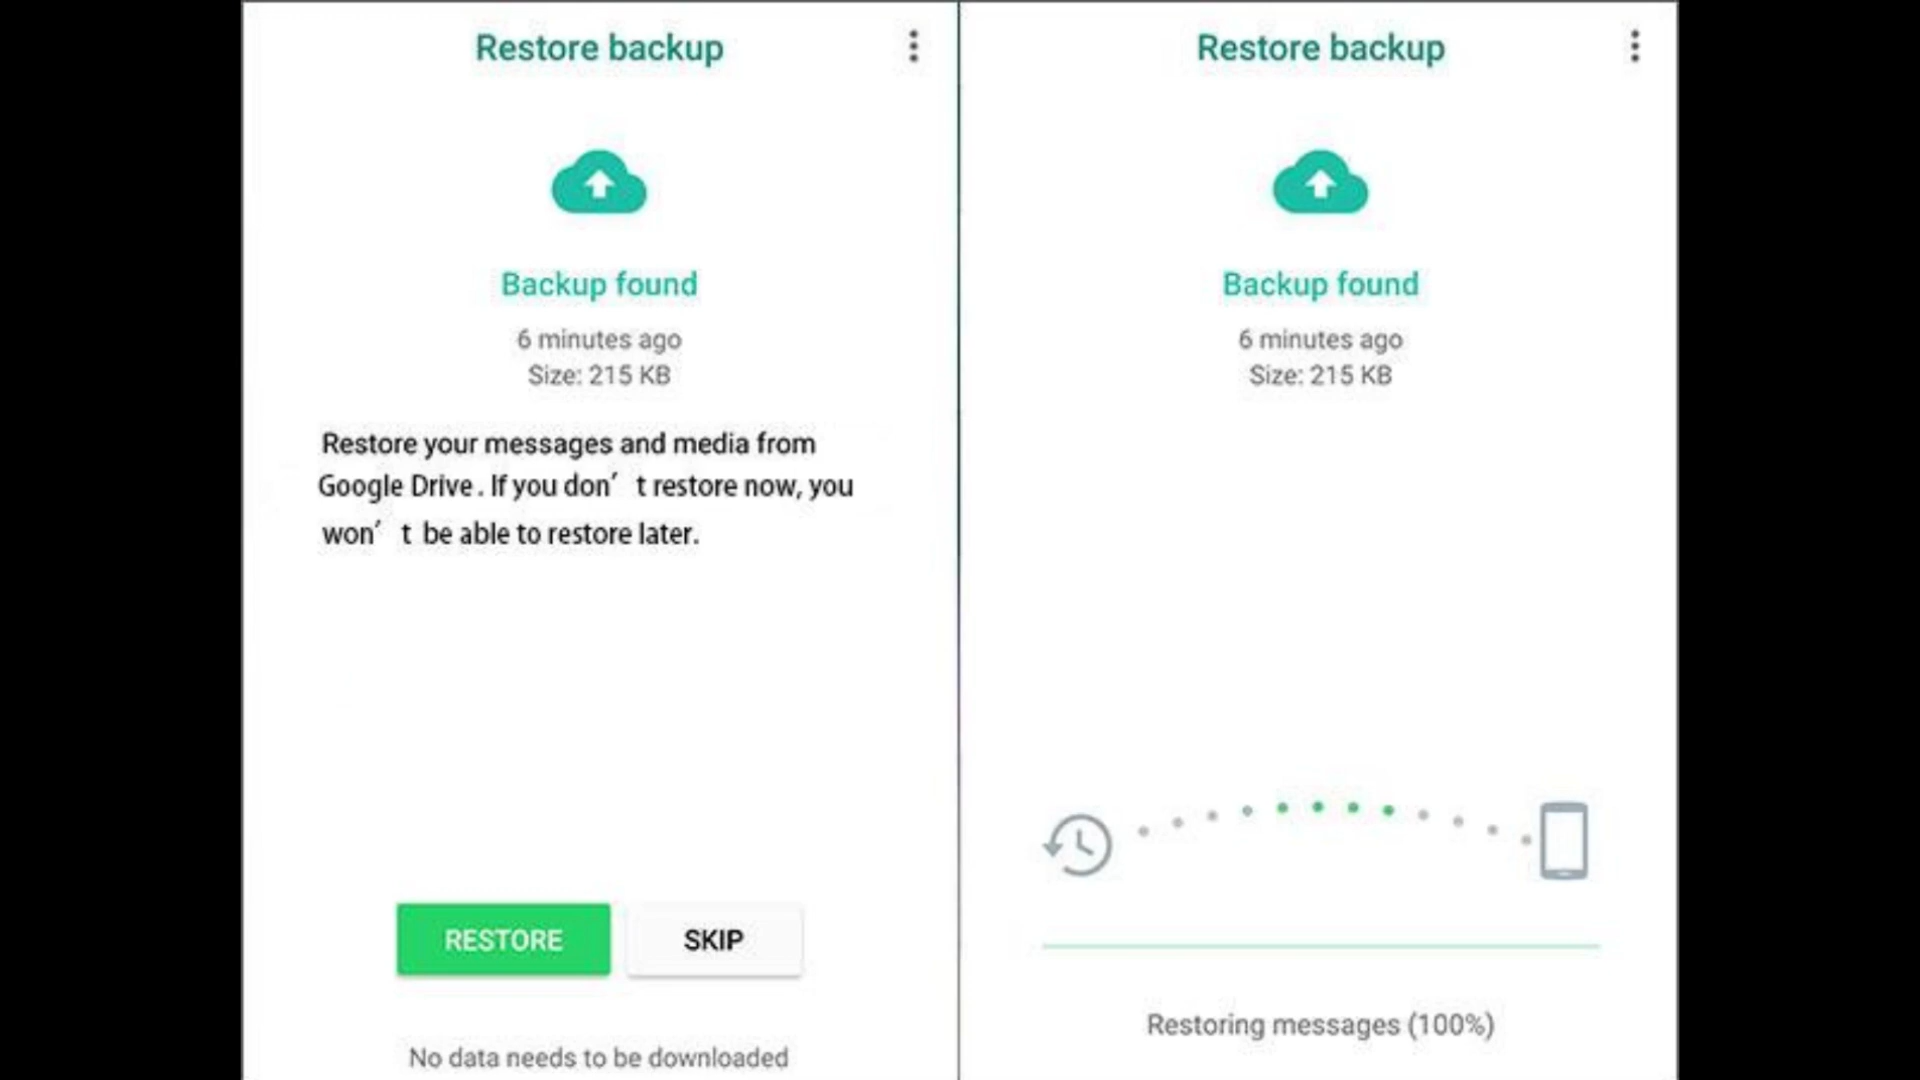 Restore backup
Backup found
6 minutes ago
Size: 215 KB
Restore your messages and media from
Google Drive. If you don’t restore now, you
won’t be able to restore later.
RESTORE SKIP
No data needs to be downloaded
Restore backup
Backup found
6 minutes ago
Size: 215 KB
Restoring messages (100%)